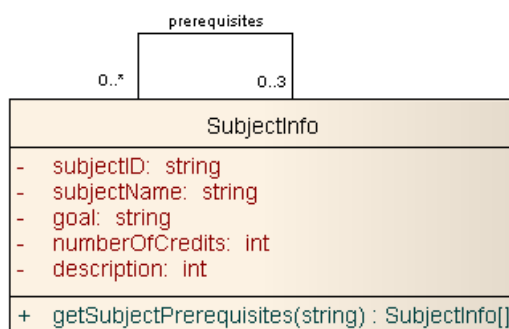 prerequisites
0..* 0..3
SubjectInfo
- subjectID: string
- subjectName: string
- goal: string
- numberOfCredits: int
- description: int
+ getSubjectPrerequisites(string) : SubjectInfo[]